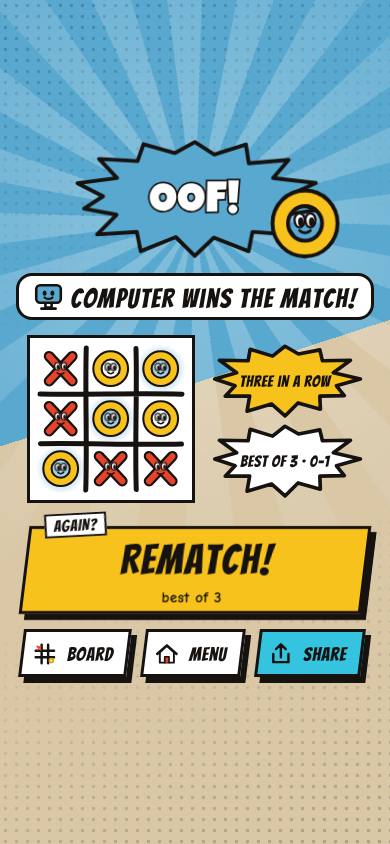 OOF!
COMPUTER WINS THE MATCH!
THREE IN A ROW
BEST OF 3 · 0-1
AGAIN?
REMATCH!
best of 3
BOARD
MENU
SHARE